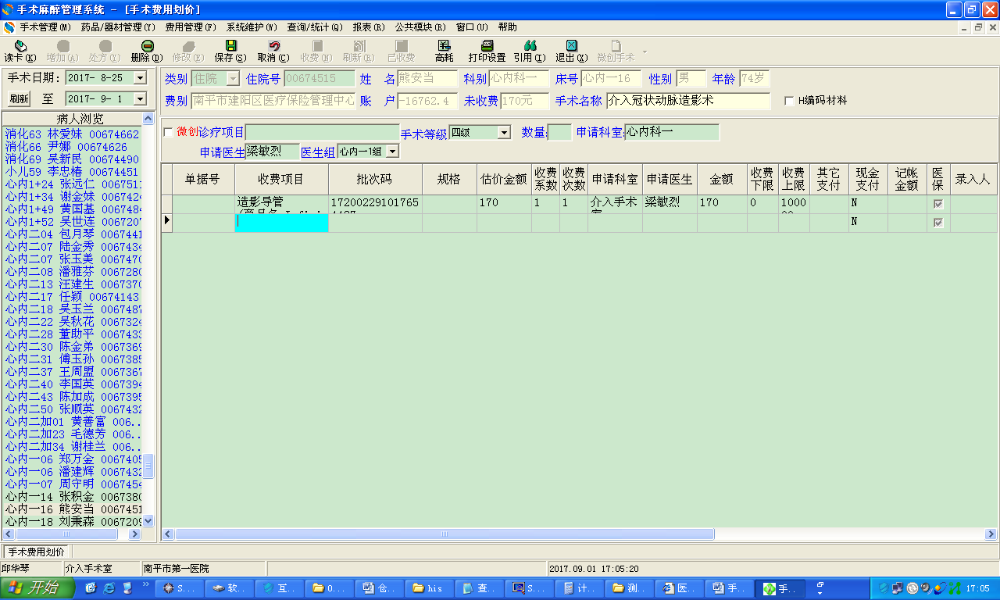 手术麻醉管理系统 - [手术费用划价]
手术管理(M) 药品/器材管理(Y) 费用管理(F) 系统维护(W) 查询/统计(Q) 报表(R) 公共模块(R) 窗口(U) 帮助
读卡(K) 增加(A) 处方(I) 删除(D) 修改(E) 保存(S) 取消(C) 收费(N) 刷新(R) 已收费 高耗 打印设置 引用(I) 退出(X) 微创手术
手术日期: 2017- 8-25
刷新 至 2017- 9- 1
类别 住院 住院号 00674515 姓 名 熊安当 科别 心内科一 床号 心内一16 性别 男 年龄 74岁
费别 南平市建阳区医疗保险管理中心 账 户 -16762.4 未收费 170元 手术名称 介入冠状动脉造影术 H编码材料
微创诊疗项目 手术等级 四级 数量: 申请科室: 心内科一
申请医生 梁敏烈 医生组 心内一1组
病人浏览
消化63 林爱妹 00674662
消化66 尹娜 00674626
消化69 吴新民 00674490
小儿59 李忠椿 00674451
心内1+24 张远仁 0067511
心内1+34 谢金妹 006742
心内1+49 黄国基 006748
心内1+52 吴世连 006720
心内二04 包月琴 0067441
心内二07 陆金秀 006743
心内二07 张玉美 006747
心内二08 潘雅芬 006728
心内二13 汪建生 006737
心内二17 任颖 00674143
心内二18 吴玉兰 006748
心内二22 吴秋花 006732
心内二28 董助平 006743
心内二30 陈金弟 006736
心内二31 傅玉孙 006738
心内二37 王周盟 006736
心内二40 李国英 006739
心内二43 陈加成 006739
心内二50 张顺英 006743
心内二加01 黄善富 006...
心内二加23 毛德芳 006...
心内二加34 谢桂兰 006...
心内一06 郑万金 006740
心内一06 潘建辉 006743
心内一07 周守明 006745
心内一14 张积金 006738
心内一16 熊安当 0067451
心内一18 刘秉森 006720
单据号 收费项目 批次码 规格 估价金额 收费系数 收费次数 申请科室 申请医生 金额 收费下限 收费上限 其它支付 现金支付 记帐金额 医保 录入人
造影导管 17200229101765 170 1 1 介入手术 梁敏烈 170 0 1000 N
N
手术费用划价
邱华琴 介入手术室 南平市第一医院 2017.09.01 17:05:20
开始 S... 软... 互... 0... 仓... his 查... S... 计... 测... 医... 手... 手... 17:05